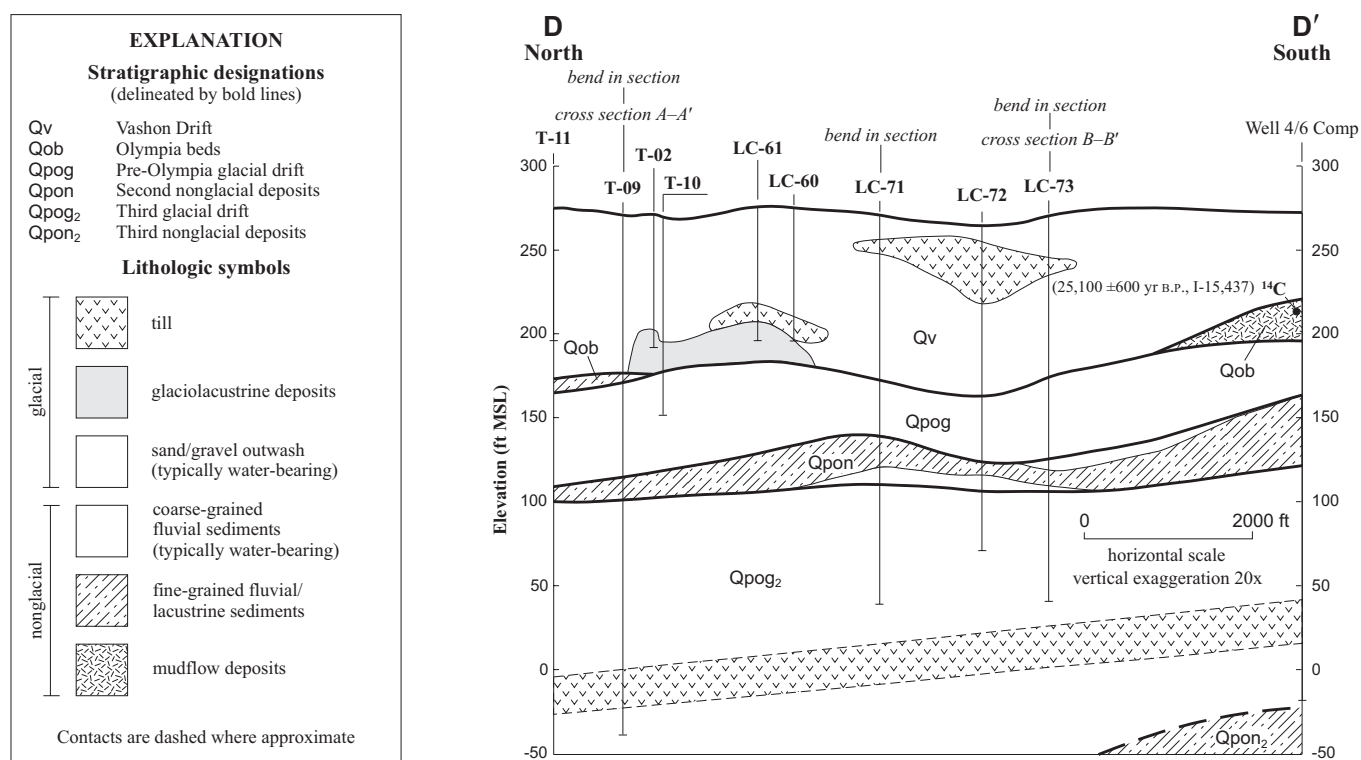 EXPLANATION
Stratigraphic designations
(delineated by bold lines)
Qv Vashon Drift
Qob Olympia beds
Qpog Pre-Olympia glacial drift
Qpon Second nonglacial deposits
Qpog₂ Third glacial drift
Qpon₂ Third nonglacial deposits
Lithologic symbols
glacial
till
glaciolacustrine deposits
sand/gravel outwash
(typically water-bearing)
nonglacial
coarse-grained
fluvial sediments
(typically water-bearing)
fine-grained fluvial/
lacustrine sediments
mudflow deposits
Contacts are dashed where approximate
D
North
D′
South
bend in section
cross section A–A′
bend in section
bend in section
cross section B–B′
T-11
T-09
T-02
T-10
LC-61
LC-60
LC-71
LC-72
LC-73
Well 4/6 Comp
Elevation (ft MSL)
300
250
200
150
100
50
0
-50
300
250
200
150
100
50
0
-50
(25,100 ±600 yr B.P., I-15,437) ¹⁴C
Qv
Qob
Qob
Qpog
Qpon
Qpog₂
Qpon₂
0 2000 ft
horizontal scale
vertical exaggeration 20x